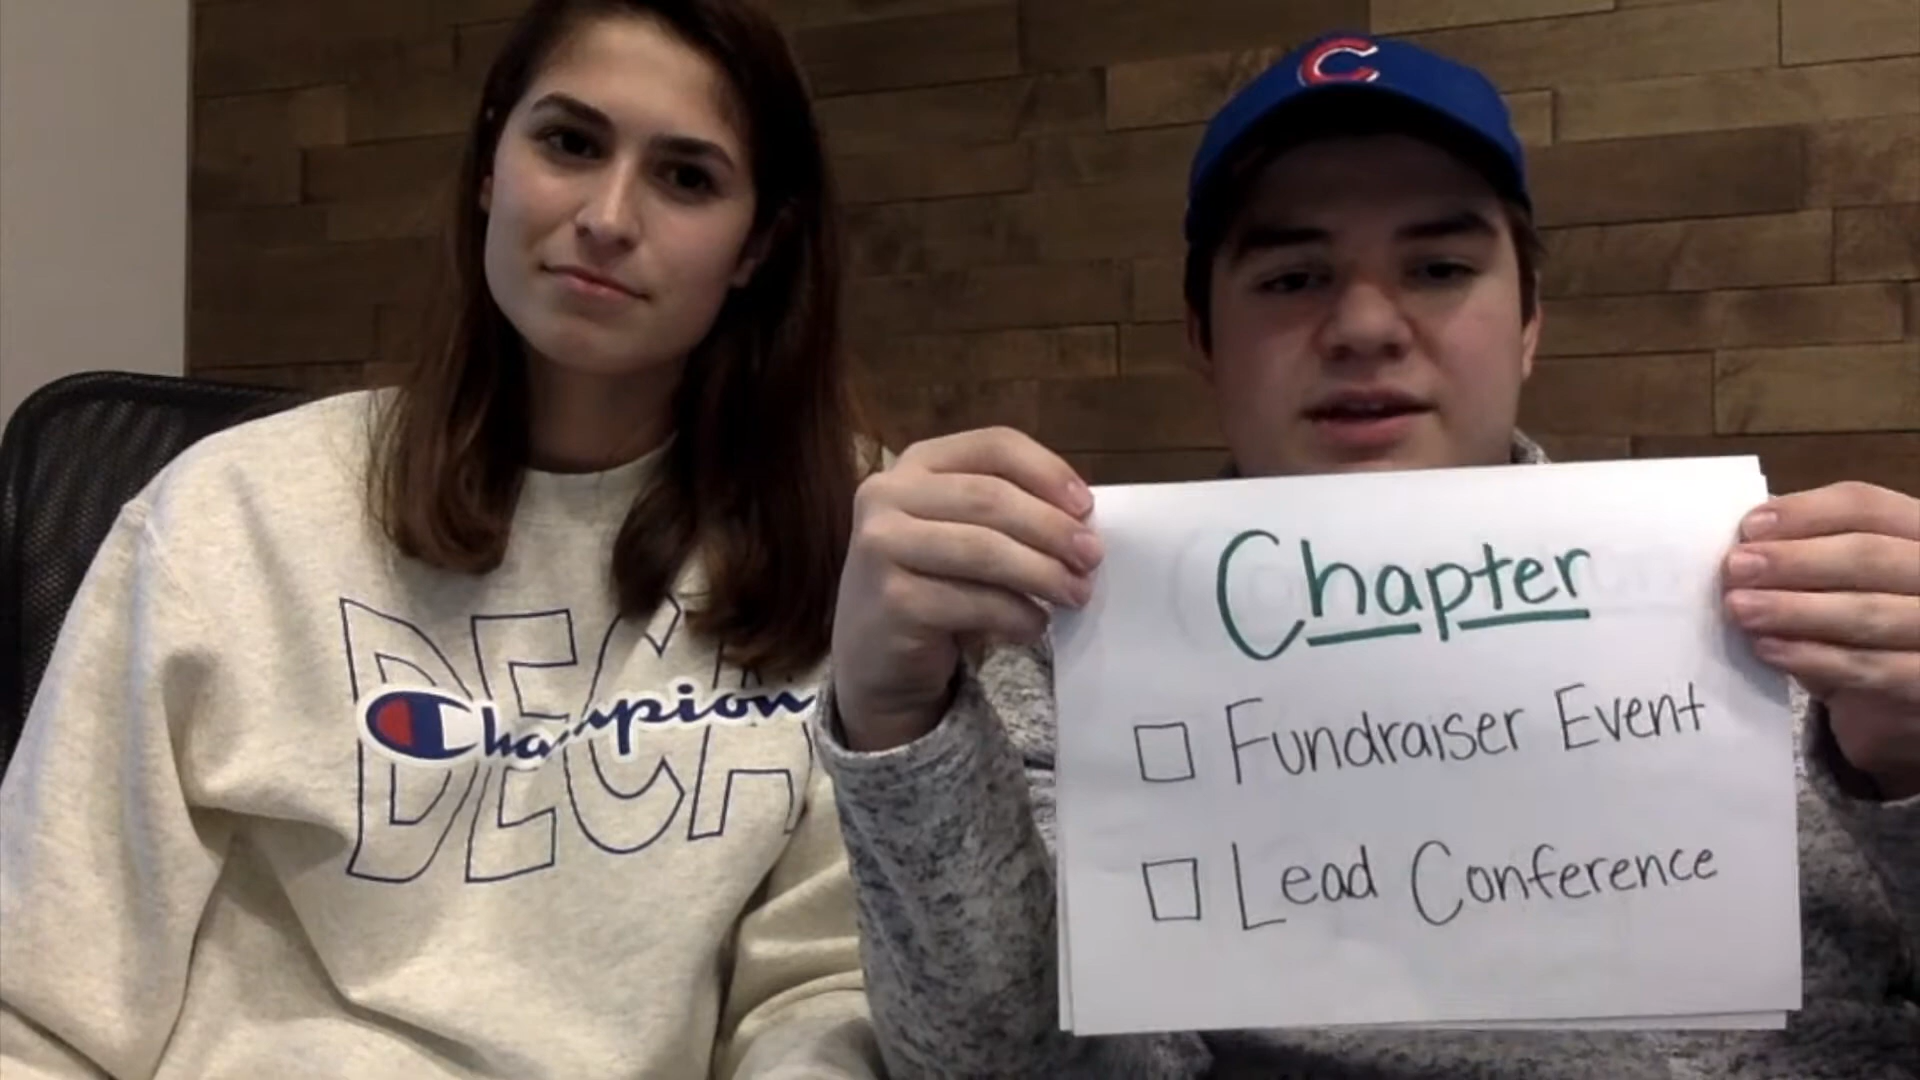 C
DECA
Champion
Chapter
Fundraiser Event
Lead Conference